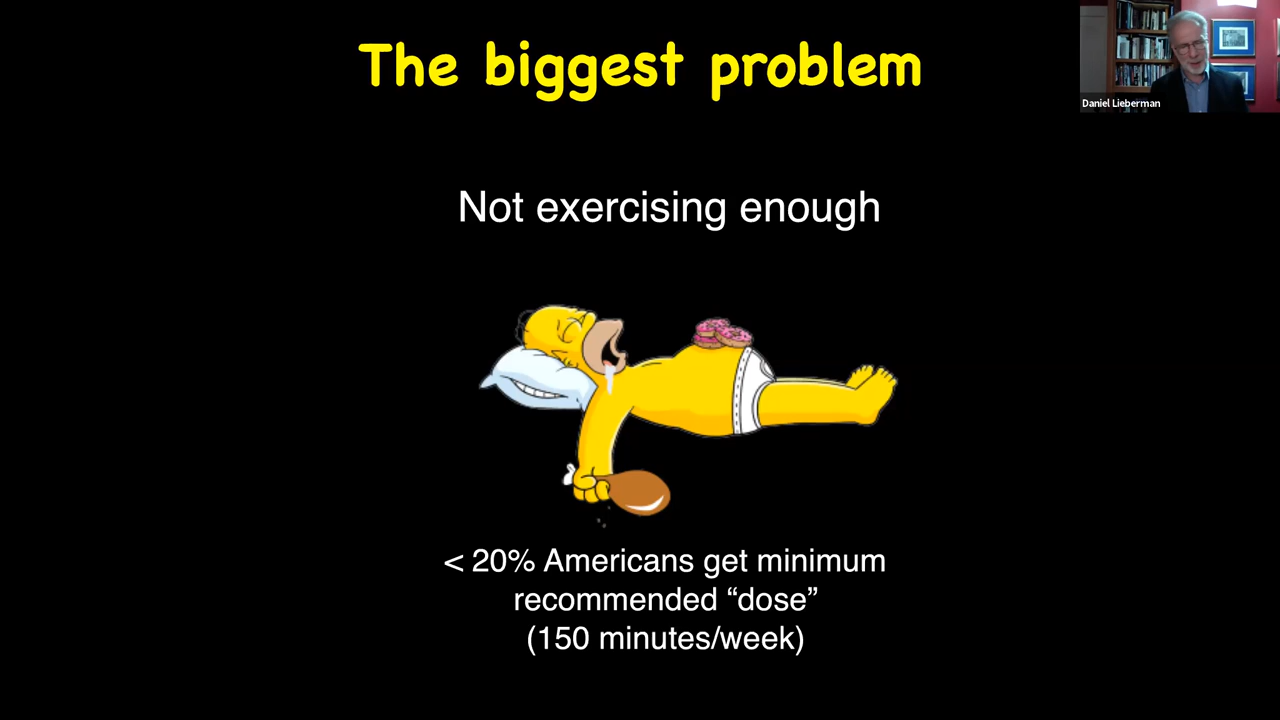 The biggest problem
Daniel Lieberman
Not exercising enough
< 20% Americans get minimum
recommended “dose”
(150 minutes/week)